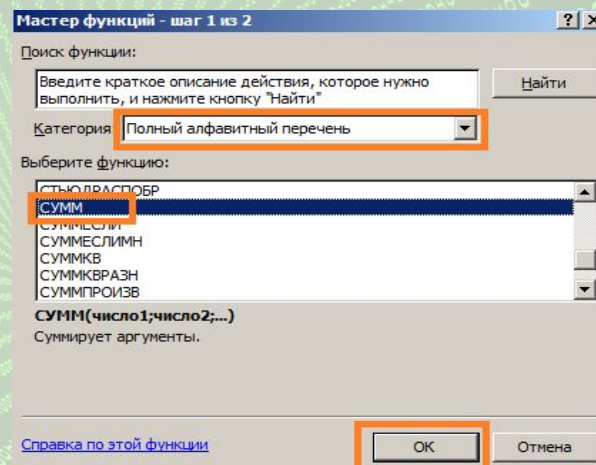 Мастер функций - шаг 1 из 2
Поиск функции:
Введите краткое описание действия, которое нужно
выполнить, и нажмите кнопку "Найти"
Найти
Категория
Полный алфавитный перечень
Выберите функцию:
СТЬЮДРАСПОБР
СУММ
СУММЕСЛИ
СУММЕСЛИМН
СУММКВ
СУММКВРАЗН
СУММПРОИЗВ
СУММ(число1;число2;...)
Суммирует аргументы.
Справка по этой функции
ОК
Отмена